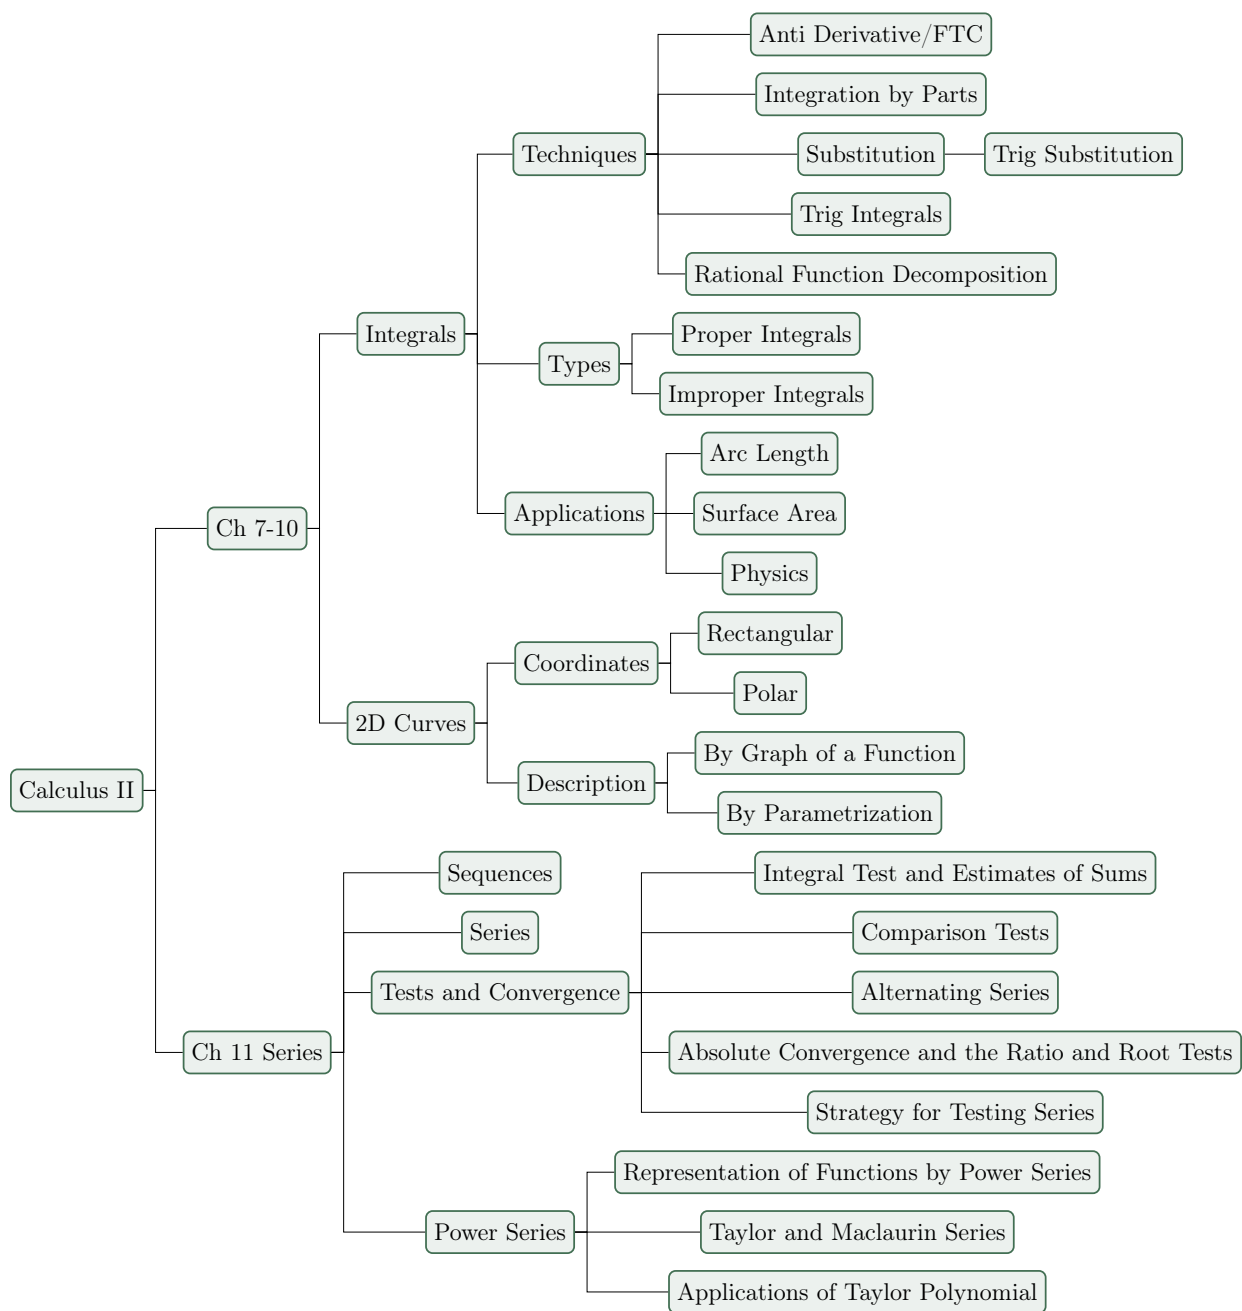 Anti Derivative/FTC
Integration by Parts
Techniques
Substitution
Trig Substitution
Trig Integrals
Rational Function Decomposition
Integrals
Proper Integrals
Types
Improper Integrals
Arc Length
Applications
Surface Area
Ch 7-10
Physics
Rectangular
Coordinates
Polar
2D Curves
By Graph of a Function
Description
By Parametrization
Calculus II
Sequences
Integral Test and Estimates of Sums
Series
Comparison Tests
Tests and Convergence
Alternating Series
Ch 11 Series
Absolute Convergence and the Ratio and Root Tests
Strategy for Testing Series
Representation of Functions by Power Series
Power Series
Taylor and Maclaurin Series
Applications of Taylor Polynomial